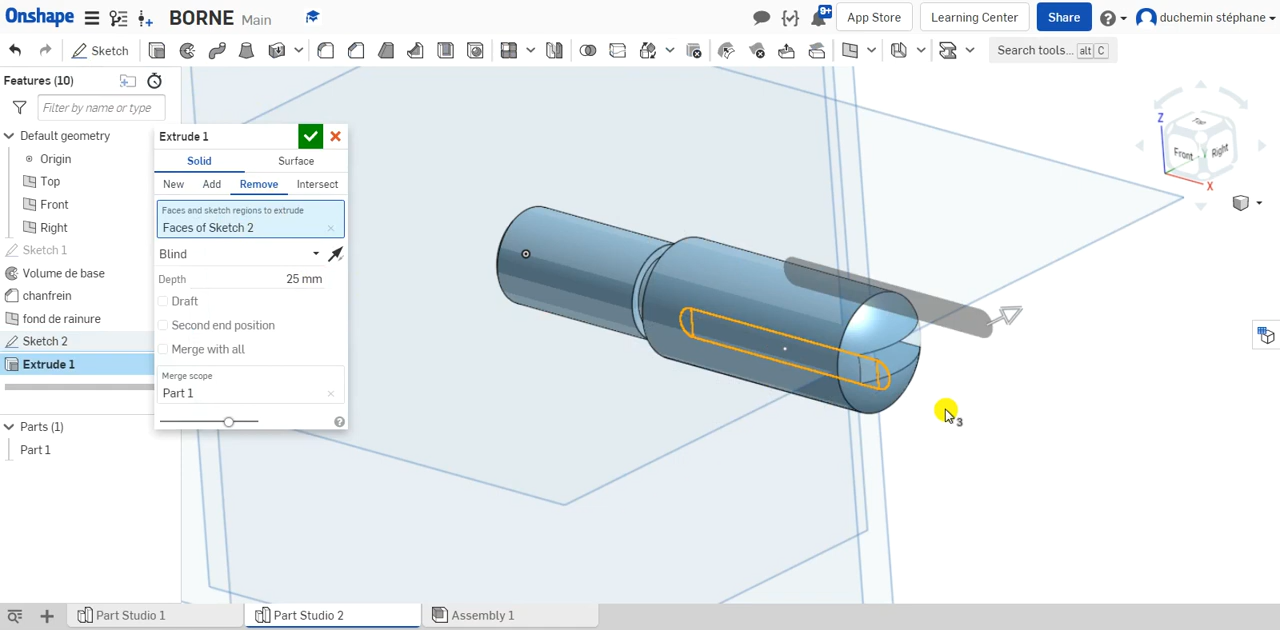 Onshape BORNE Main 9+ App Store Learning Center Share duchemin stéphane
Sketch Search tools... alt C
Features (10)
Filter by name or type
Default geometry
Origin
Top
Front
Right
Sketch 1
Volume de base
chanfrein
fond de rainure
Sketch 2
Extrude 1
Parts (1)
Part 1
Extrude 1
Solid Surface
New Add Remove Intersect
Faces and sketch regions to extrude
Faces of Sketch 2
Blind
Depth 25 mm
Draft
Second end position
Merge with all
Merge scope
Part 1
Z
Top
Front Right
X
3
Part Studio 1 Part Studio 2 Assembly 1